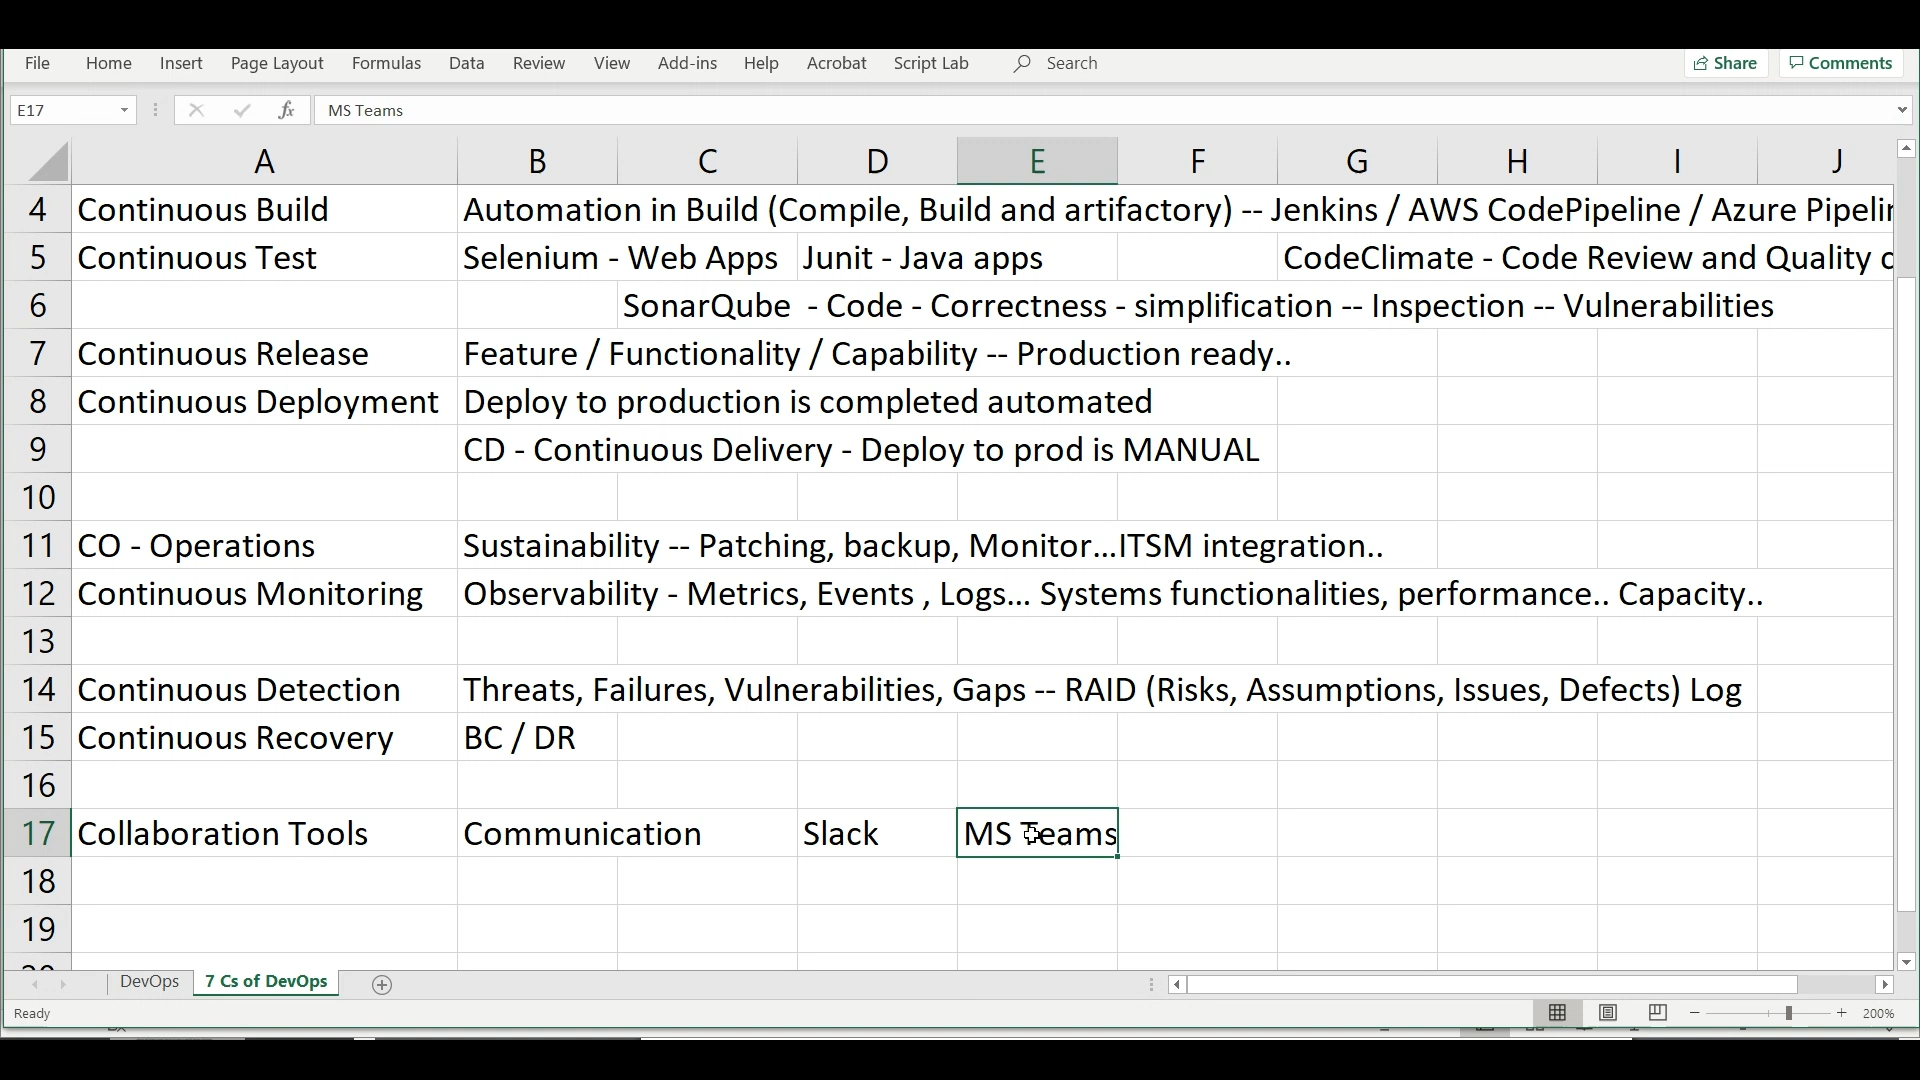 File Home Insert Page Layout Formulas Data Review View Add-ins Help Acrobat Script Lab Search Share Comments
E17 fx MS Teams
A B C D E F G H I J
4 Continuous Build Automation in Build (Compile, Build and artifactory) -- Jenkins / AWS CodePipeline / Azure
5 Continuous Test Selenium - Web Apps Junit - Java apps CodeClimate - Code Review and Quality
6 SonarQube - Code - Correctness - simplification -- Inspection -- Vulnerabilities
7 Continuous Release Feature / Functionality / Capability -- Production ready..
8 Continuous Deployment Deploy to production is completed automated
9 CD - Continuous Delivery - Deploy to prod is MANUAL
10
11 CO - Operations Sustainability -- Patching, backup, Monitor...ITSM integration..
12 Continuous Monitoring Observability - Metrics, Events , Logs... Systems functionalities, performance.. Capacity..
13
14 Continuous Detection Threats, Failures, Vulnerabilities, Gaps -- RAID (Risks, Assumptions, Issues, Defects) Log
15 Continuous Recovery BC / DR
16
17 Collaboration Tools Communication Slack MS Teams
18
19
DevOps 7 Cs of DevOps
Ready 200%